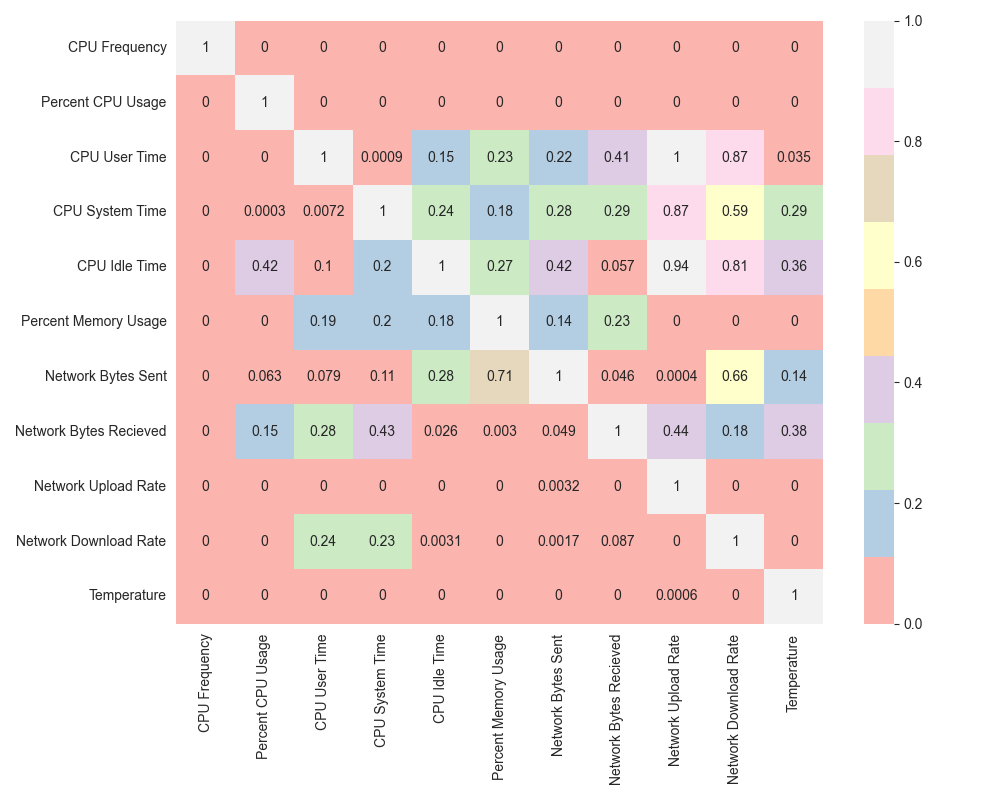 CPU Frequency 1 0 0 0 0 0 0 0 0 0 0
Percent CPU Usage 0 1 0 0 0 0 0 0 0 0 0
CPU User Time 0 0 1 0.0009 0.15 0.23 0.22 0.41 1 0.87 0.035
CPU System Time 0 0.0003 0.0072 1 0.24 0.18 0.28 0.29 0.87 0.59 0.29
CPU Idle Time 0 0.42 0.1 0.2 1 0.27 0.42 0.057 0.94 0.81 0.36
Percent Memory Usage 0 0 0.19 0.2 0.18 1 0.14 0.23 0 0 0
Network Bytes Sent 0 0.063 0.079 0.11 0.28 0.71 1 0.046 0.0004 0.66 0.14
Network Bytes Recieved 0 0.15 0.28 0.43 0.026 0.003 0.049 1 0.44 0.18 0.38
Network Upload Rate 0 0 0 0 0 0 0.0032 0 1 0 0
Network Download Rate 0 0 0.24 0.23 0.0031 0 0.0017 0.087 0 1 0
Temperature 0 0 0 0 0 0 0 0 0.0006 0 1
CPU Frequency
Percent CPU Usage
CPU User Time
CPU System Time
CPU Idle Time
Percent Memory Usage
Network Bytes Sent
Network Bytes Recieved
Network Upload Rate
Network Download Rate
Temperature
1.0
0.8
0.6
0.4
0.2
0.0